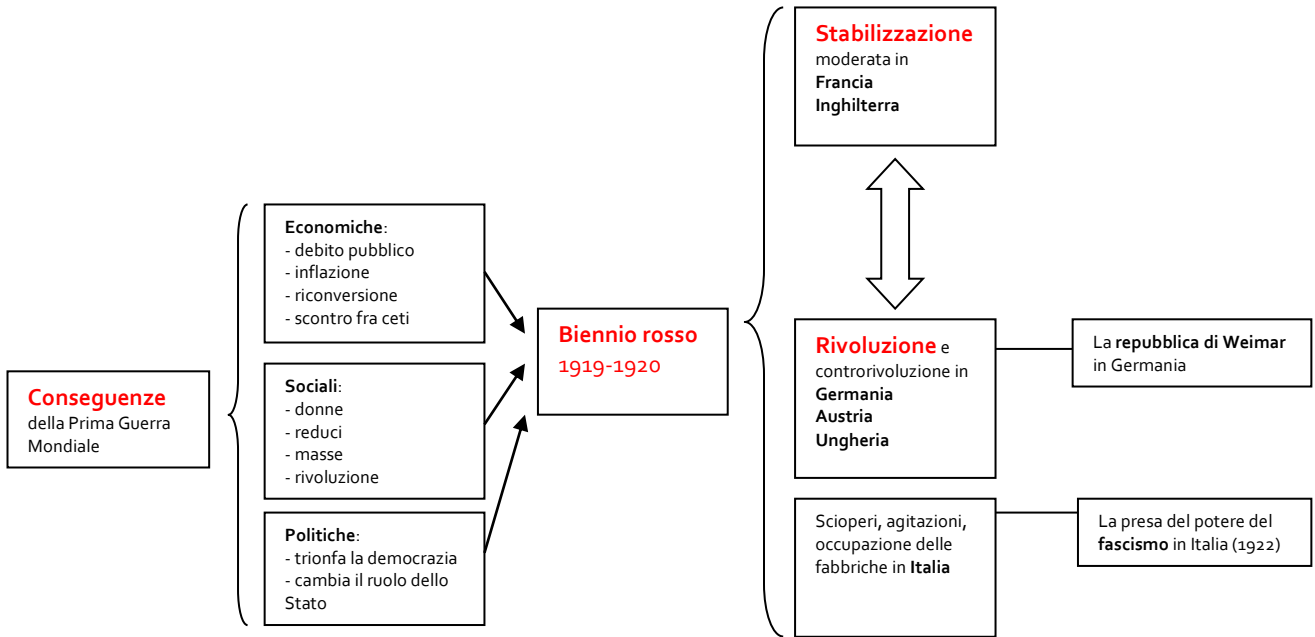 Conseguenze
della Prima Guerra
Mondiale
Economiche:
- debito pubblico
- inflazione
- riconversione
- scontro fra ceti
Sociali:
- donne
- reduci
- masse
- rivoluzione
Politiche:
- trionfa la democrazia
- cambia il ruolo dello
Stato
Biennio rosso
1919-1920
Stabilizzazione
moderata in
Francia
Inghilterra
Rivoluzione e
controrivoluzione in
Germania
Austria
Ungheria
La repubblica di Weimar
in Germania
Scioperi, agitazioni,
occupazione delle
fabbriche in Italia
La presa del potere del
fascismo in Italia (1922)